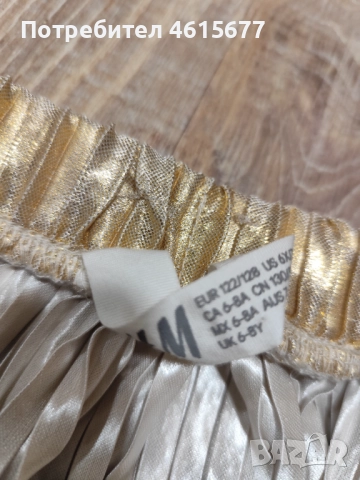 Потребител 4615677
&M
EUR 122/128 US 6X
CA 6-8A CN 130
MX 6-8A AUS
UK 6-8Y
BAZAR